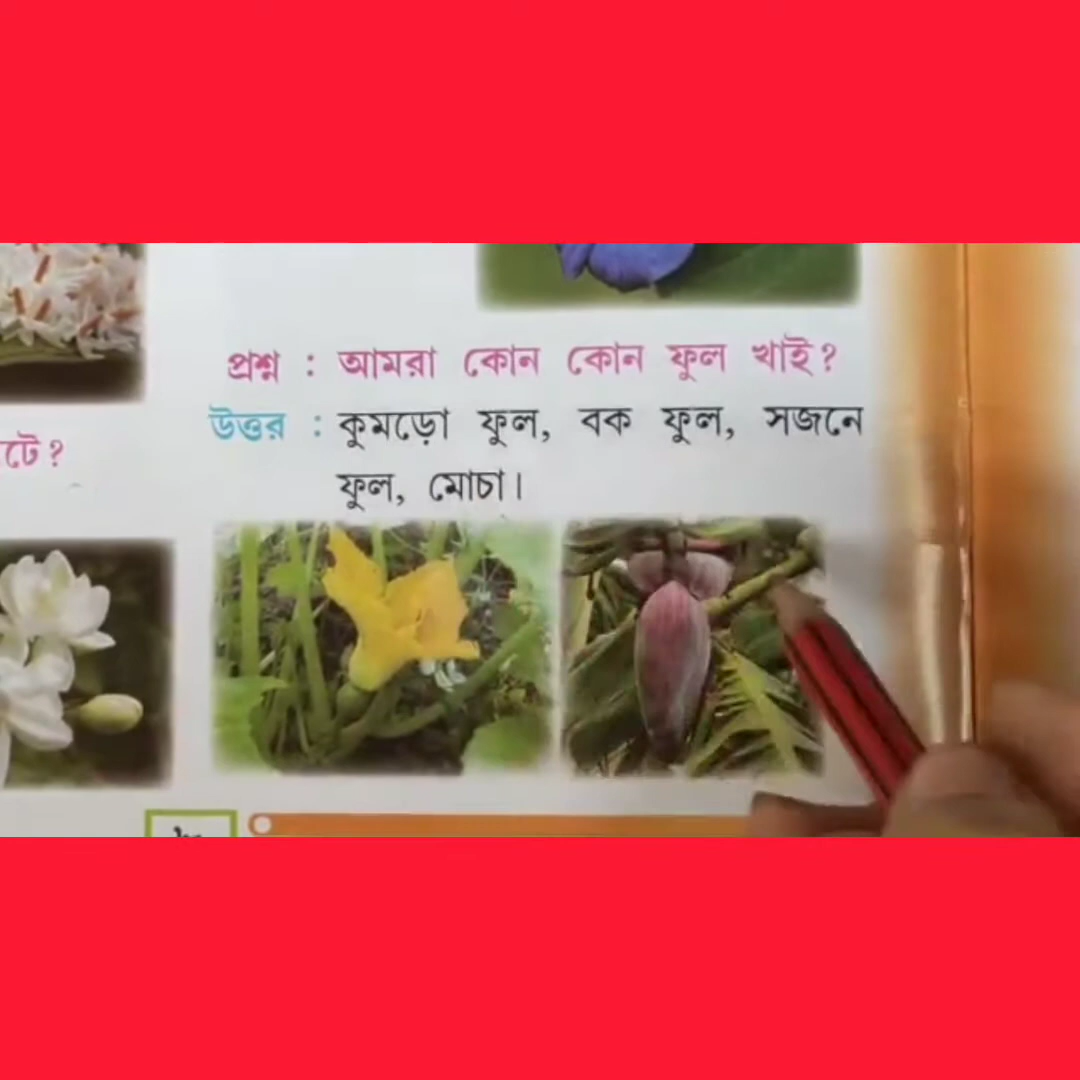 প্রশ্ন : আমরা কোন কোন ফুল খাই?
উত্তর : কুমড়ো ফুল, বক ফুল, সজনে
ফুল, মোচা।
টে?